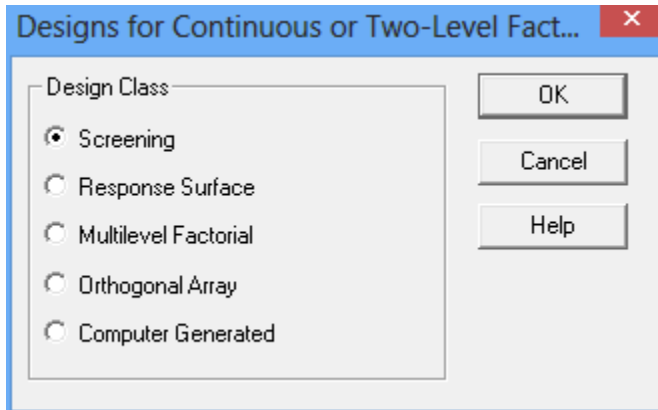 Designs for Continuous or Two-Level Fact...
Design Class
Screening
Response Surface
Multilevel Factorial
Orthogonal Array
Computer Generated
OK
Cancel
Help